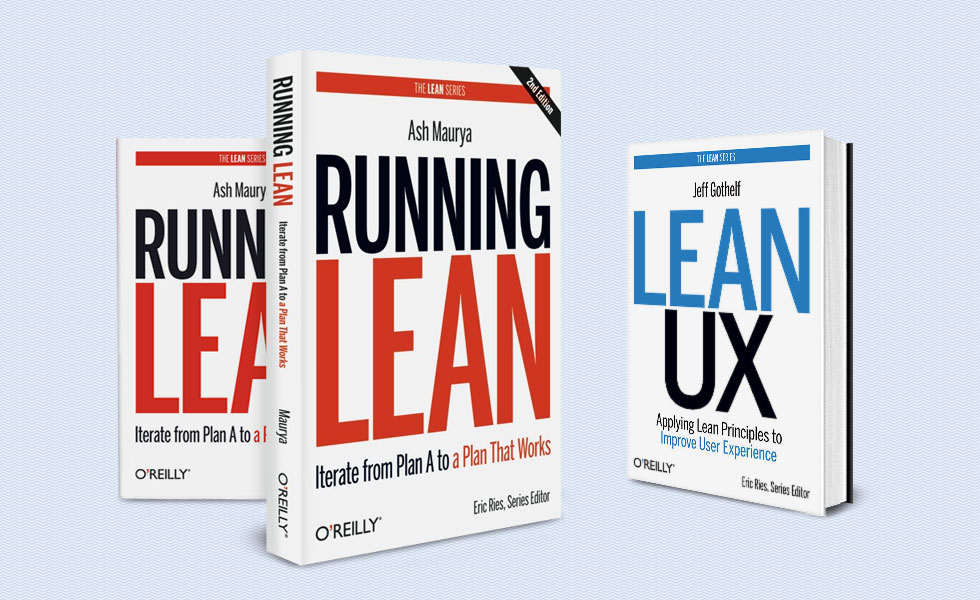 THE LEAN SERIES
Ash Maury
RUNN
LEA
Iterate from Plan A to a P
O'REILLY®
RUNNING LEAN
Iterate from Plan A to a Plan That Works
Maurya
O'REILLY®
THE LEAN SERIES
2nd Edition
Ash Maurya
RUNNING
LEAN
Iterate from Plan A to a Plan That Works
Eric Ries, Series Editor
O'REILLY®
THE LEAN SERIES
Jeff Gothelf
LEAN
UX
Applying Lean Principles to
Improve User Experience
O'REILLY®
Eric Ries, Series Editor